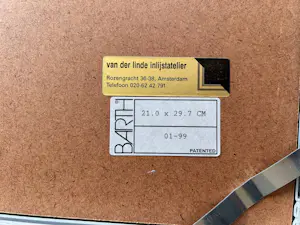 van der linde inlijstatelier
Rozengracht 36-38, Amsterdam
Telefoon 020-62 42 791
BARTH
21.0 x 29.7 CM
01-99
PATENTED